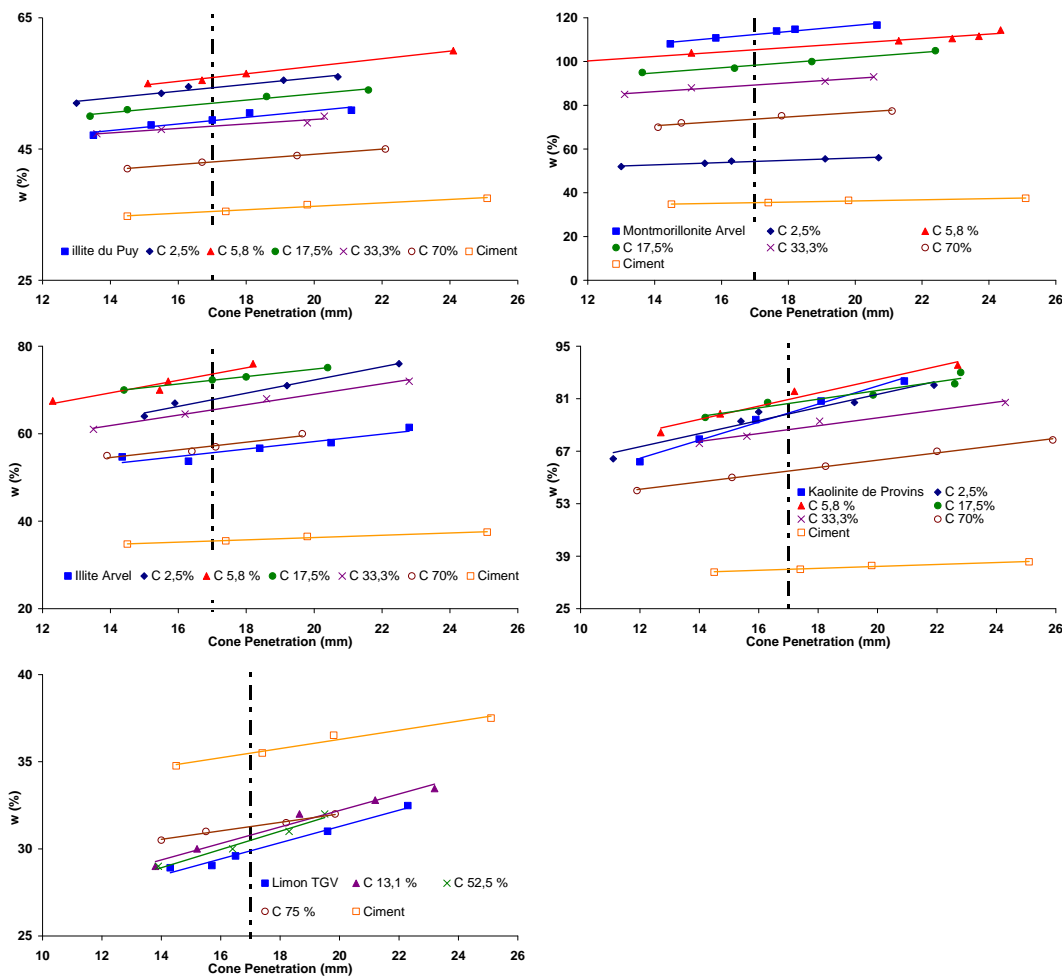 65
45
25
w (%)
illite du Puy C 2,5% C 5,8 % C 17,5% C 33,3% C 70% Ciment
12 14 16 18 20 22 24 26
Cone Penetration (mm)
120
100
80
60
40
20
0
w (%)
Montmorillonite Arvel C 2,5% C 5,8 %
C 17,5% C 33,3% C 70%
Ciment
12 14 16 18 20 22 24 26
Cone Penetration (mm)
80
60
40
20
w (%)
Illite Arvel C 2,5% C 5,8 % C 17,5% C 33,3% C 70% Ciment
12 14 16 18 20 22 24 26
Cone Penetration (mm)
95
81
67
53
39
25
w (%)
Kaolinite de Provins C 2,5%
C 5,8 % C 17,5%
C 33,3% C 70%
Ciment
10 12 14 16 18 20 22 24 26
Cone Penetration (mm)
40
35
30
25
w (%)
Limon TGV C 13,1 % C 52,5 %
C 75 % Ciment
12 14 16 18 20 22 24 26
Cone Penetration (mm)